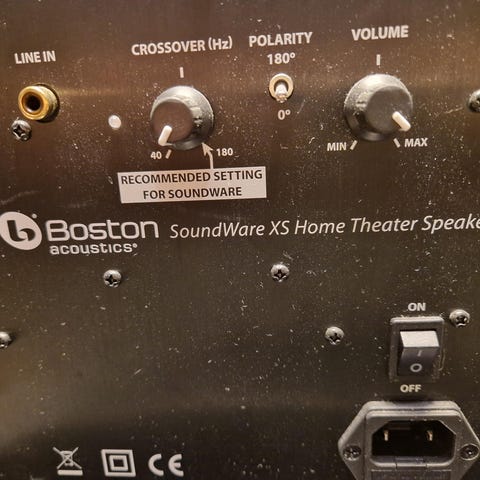 LINE IN
CROSSOVER (Hz)
POLARITY
180°
VOLUME
0°
40
180
MIN
MAX
RECOMMENDED SETTING
FOR SOUNDWARE
b Boston
acoustics®
SoundWare XS Home Theater Speake
ON
I
O
OFF
CE